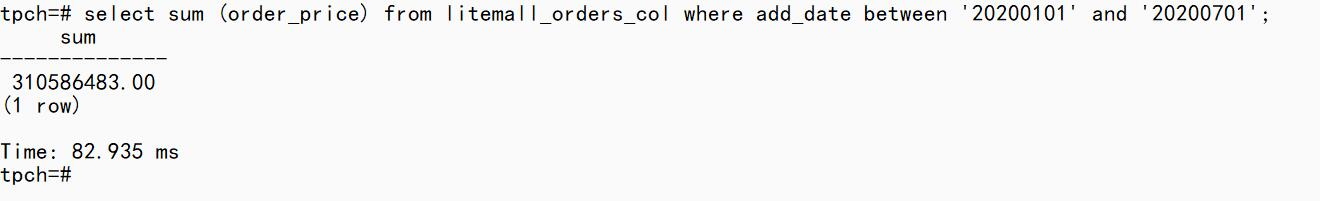 tpch=# select sum (order_price) from litemall_orders_col where add_date between '20200101' and '20200701';
     sum
--------------
 310586483.00
(1 row)

Time: 82.935 ms
tpch=#